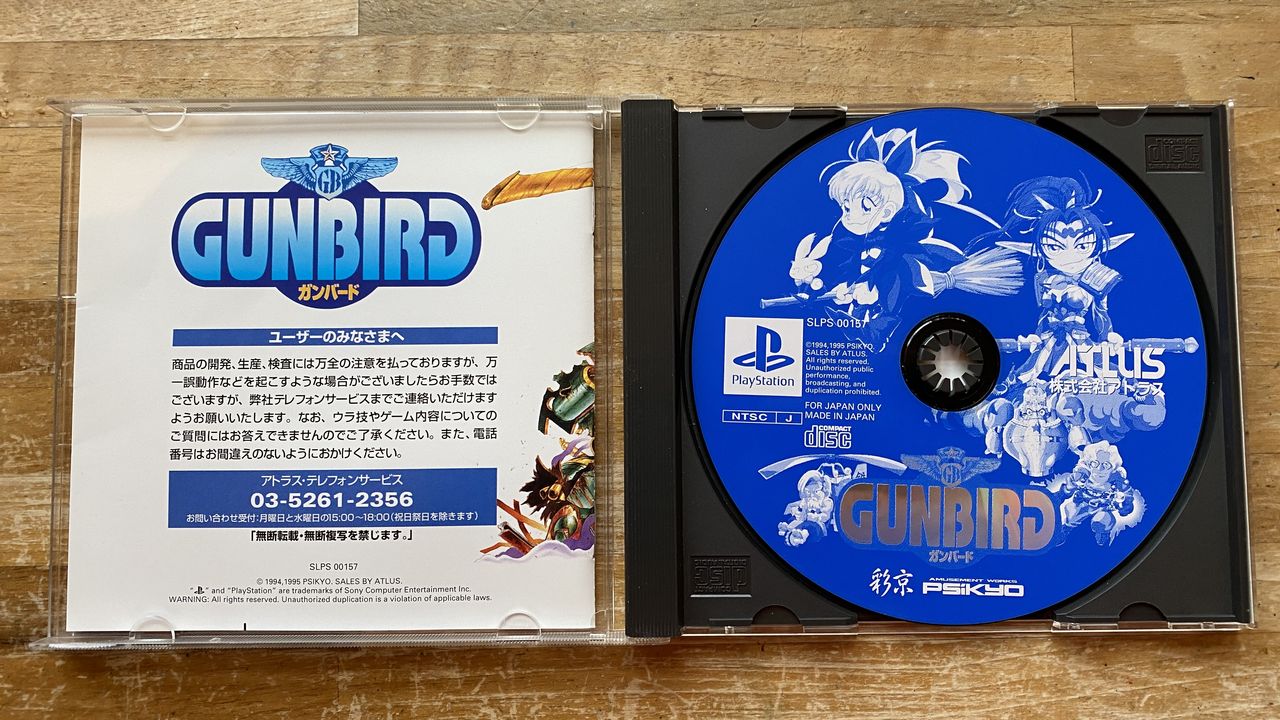 GB
GUNBIRD
ガンバード
ユーザーのみなさまへ
商品の開発、生産、検査には万全の注意を払っておりますが、万
一誤動作などを起こすような場合がございましたらお手数では
ございますが、弊社テレフォンサービスまでご連絡いただけます
ようお願いいたします。なお、ウラ技やゲーム内容についての
ご質問にはお答えできませんのでご了承ください。また、電話
番号はお間違えのないようにおかけください。
アトラス・テレフォンサービス
03-5261-2356
お問い合わせ受付:月曜日と水曜日の15:00~18:00(祝日祭日を除きます)
「無断転載・無断複写を禁じます。」
SLPS 00157
© 1994,1995 PSIKYO. SALES BY ATLUS.
"PS" and "PlayStation" are trademarks of Sony Computer Entertainment Inc.
WARNING: All rights reserved. Unauthorized duplication is a violation of applicable laws.
PlayStation
NTSC J
SLPS 00157
©1994,1995 PSIKYO.
SALES BY ATLUS.
All rights reserved.
Unauthorized public
performance,
broadcasting, and
duplication prohibited.
FOR JAPAN ONLY
MADE IN JAPAN
COMPACT
disc
ATLUS
株式会社アトラス
GB
GUNBIRD
ガンバード
彩京
AMUSEMENT WORKS
PSIKYO
COMPACT
disc